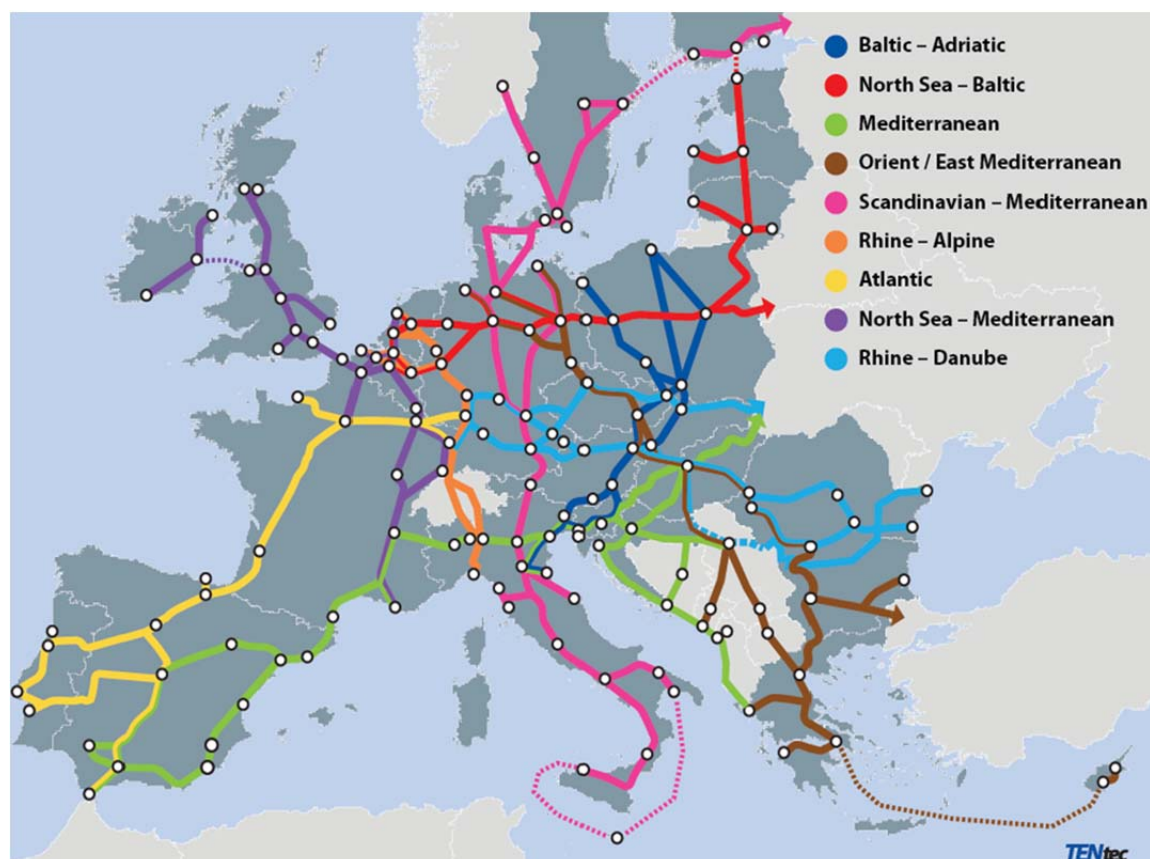 Baltic – Adriatic
North Sea – Baltic
Mediterranean
Orient / East Mediterranean
Scandinavian – Mediterranean
Rhine – Alpine
Atlantic
North Sea – Mediterranean
Rhine – Danube
TENtec